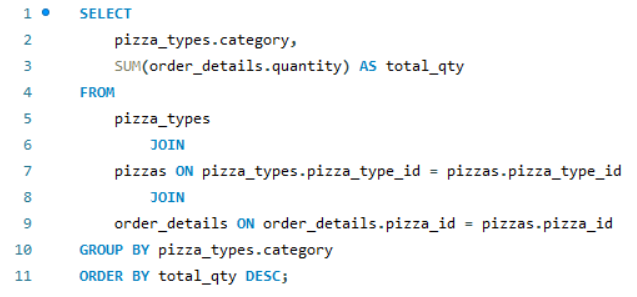 1 SELECT
2 pizza_types.category,
3 SUM(order_details.quantity) AS total_qty
4 FROM
5 pizza_types
6 JOIN
7 pizzas ON pizza_types.pizza_type_id = pizzas.pizza_type_id
8 JOIN
9 order_details ON order_details.pizza_id = pizzas.pizza_id
10 GROUP BY pizza_types.category
11 ORDER BY total_qty DESC;